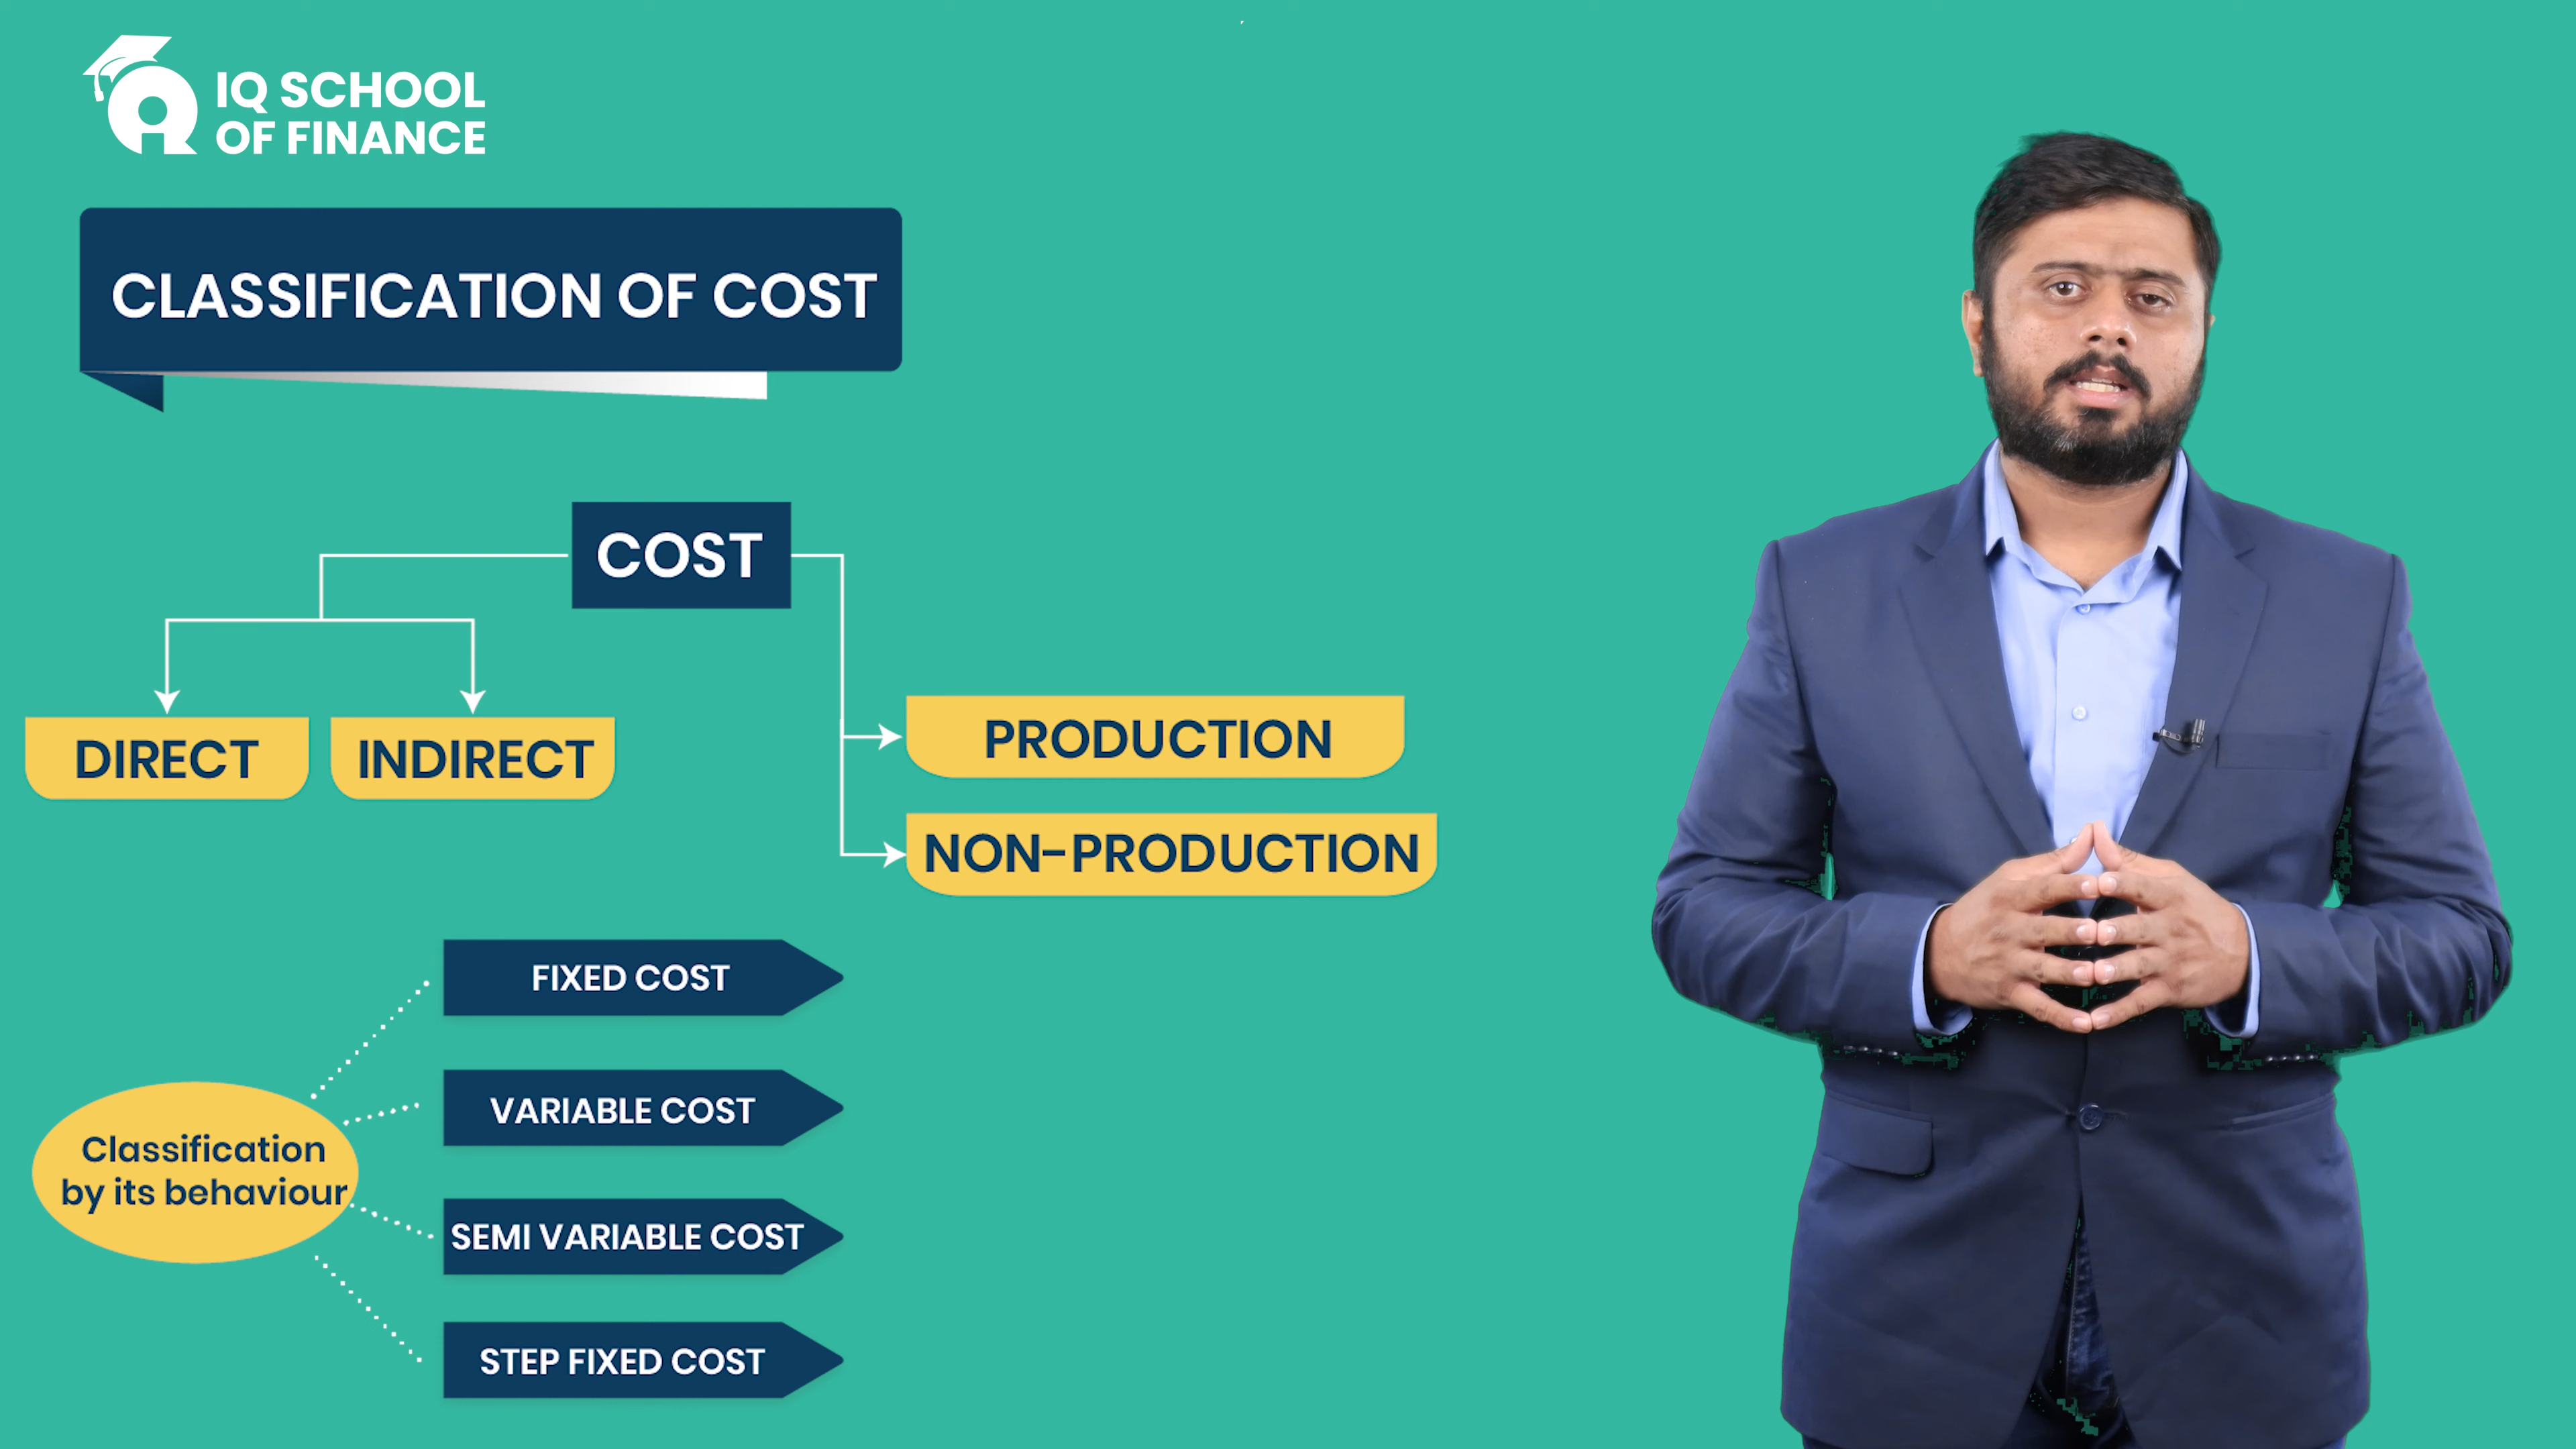 IQ SCHOOL
OF FINANCE
CLASSIFICATION OF COST
COST
DIRECT
INDIRECT
PRODUCTION
NON-PRODUCTION
Classification
by its behaviour
FIXED COST
VARIABLE COST
SEMI VARIABLE COST
STEP FIXED COST